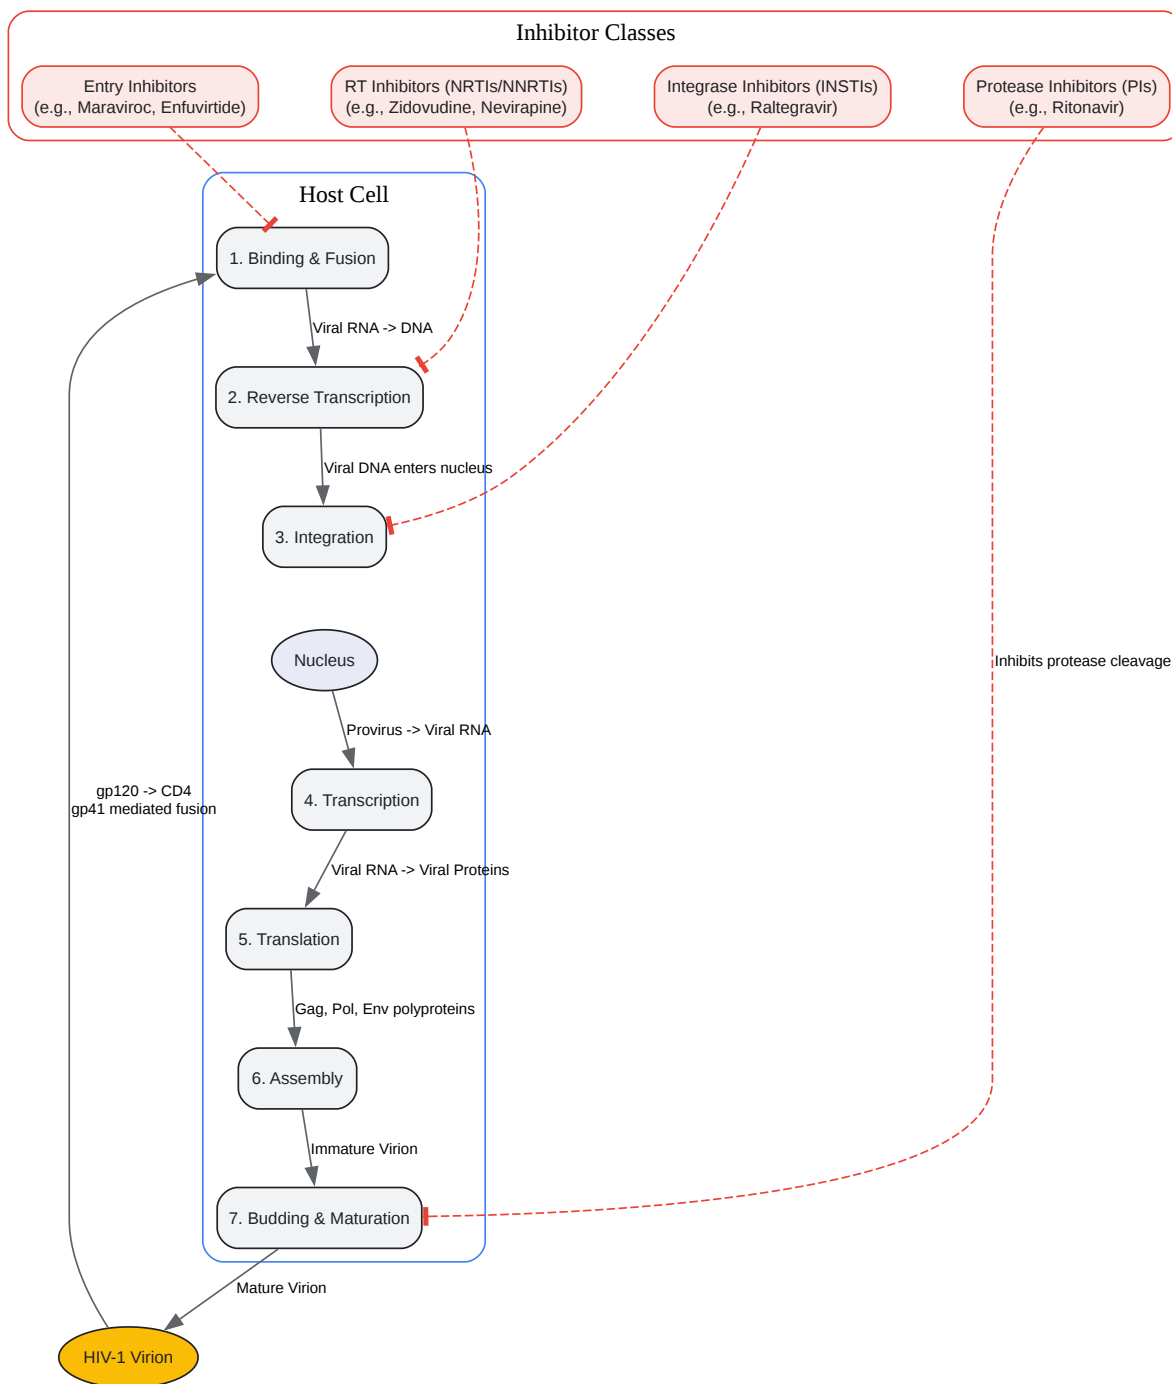 Inhibitor Classes
Entry Inhibitors
(e.g., Maraviroc, Enfuvirtide)
RT Inhibitors (NRTIs/NNRTIs)
(e.g., Zidovudine, Nevirapine)
Integrase Inhibitors (INSTIs)
(e.g., Raltegravir)
Protease Inhibitors (PIs)
(e.g., Ritonavir)
Host Cell
1. Binding & Fusion
Viral RNA -> DNA
2. Reverse Transcription
Viral DNA enters nucleus
3. Integration
Nucleus
Inhibits protease cleavage
Provirus -> Viral RNA
gp120 -> CD4
gp41 mediated fusion
4. Transcription
Viral RNA -> Viral Proteins
5. Translation
Gag, Pol, Env polyproteins
6. Assembly
Immature Virion
7. Budding & Maturation
Mature Virion
HIV-1 Virion